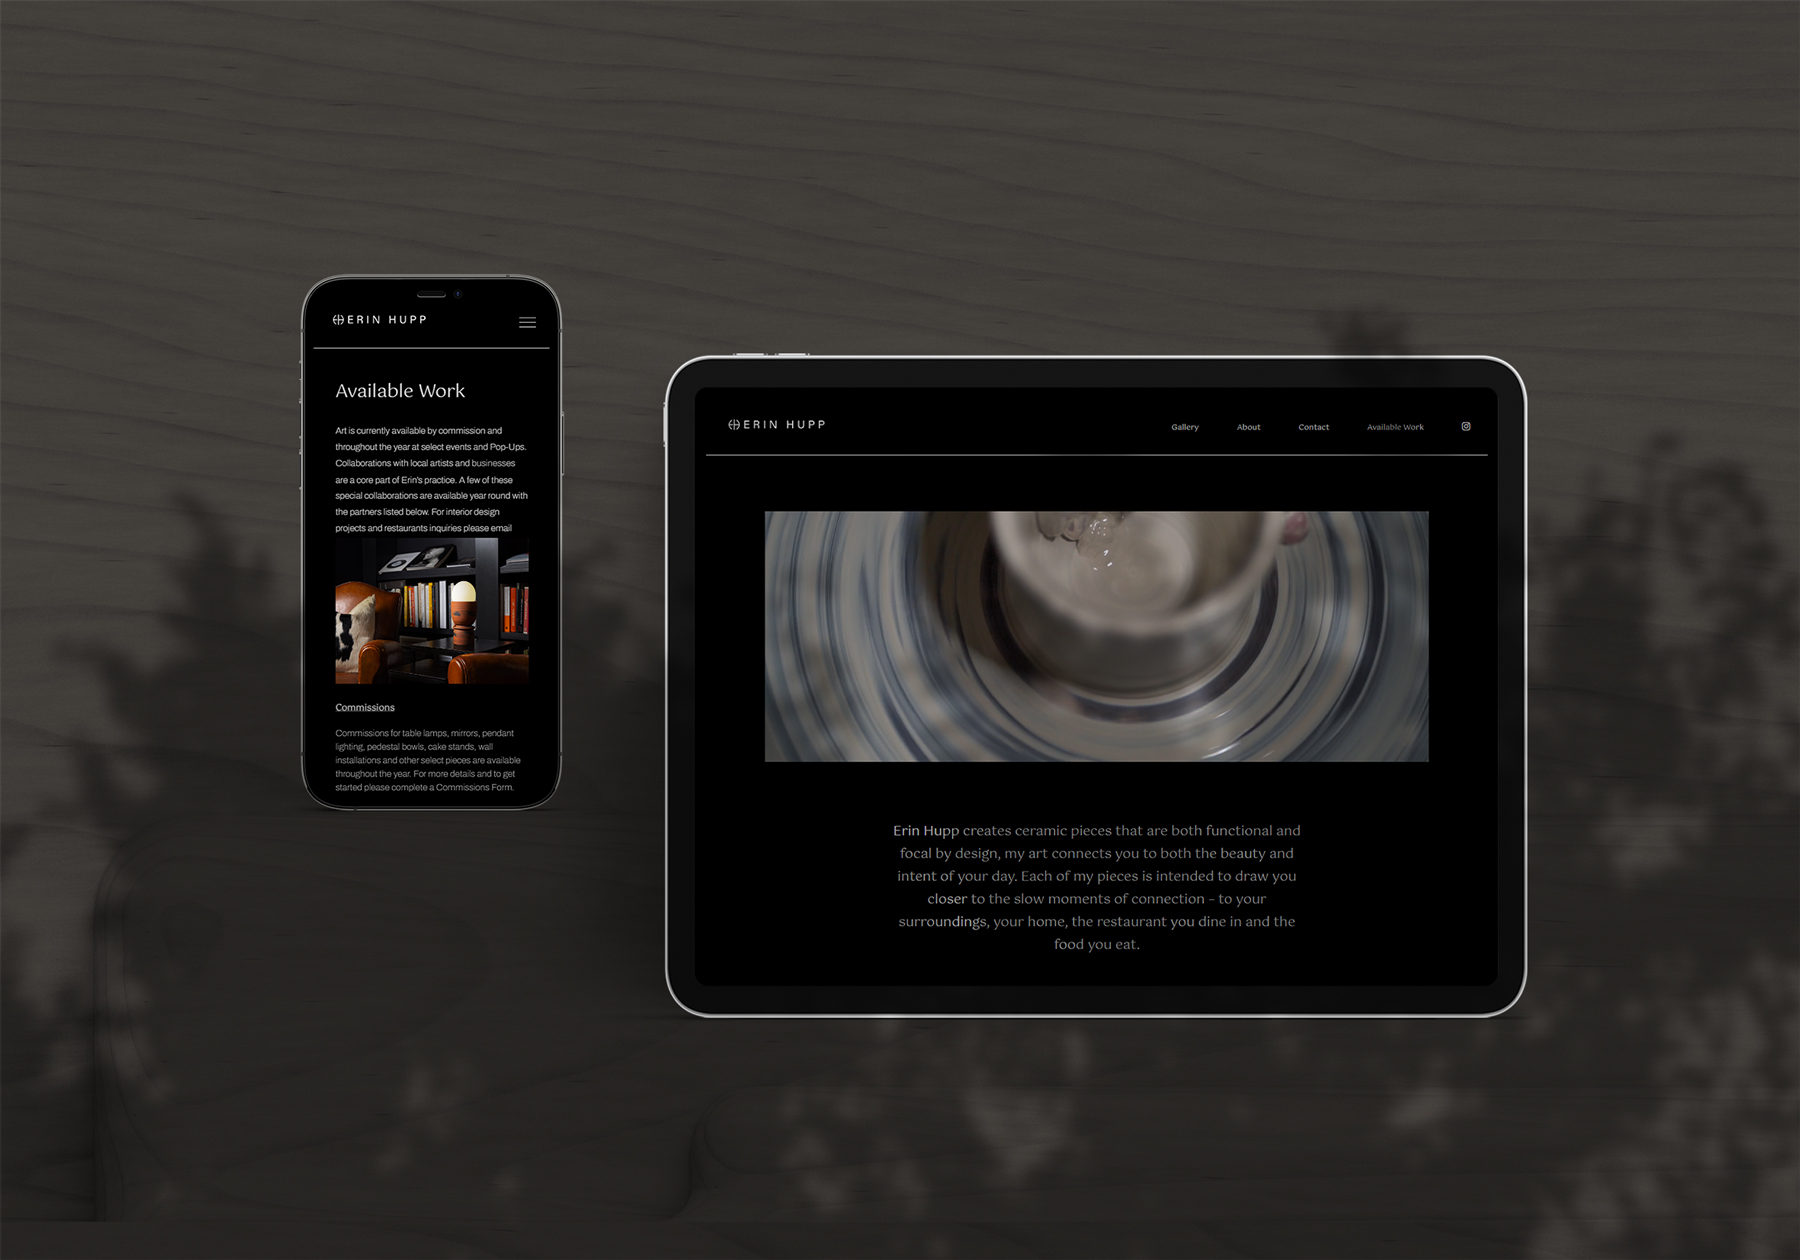 ERIN HUPP
Available Work
Art is currently available by commission and
throughout the year at select events and Pop-Ups.
Collaborations with local artists and businesses
are a core part of Erin's practice. A few of these
special collaborations are available year round with
the partners listed below. For interior design
projects and restaurants inquiries please email
Commissions
Commissions for table lamps, mirrors, pendant
lighting, pedestal bowls, cake stands, wall
installations and other select pieces are available
throughout the year. For more details and to get
started please complete a Commissions Form.
ERIN HUPP
Gallery About Contact Available Work
Erin Hupp creates ceramic pieces that are both functional and
focal by design, my art connects you to both the beauty and
intent of your day. Each of my pieces is intended to draw you
closer to the slow moments of connection – to your
surroundings, your home, the restaurant you dine in and the
food you eat.